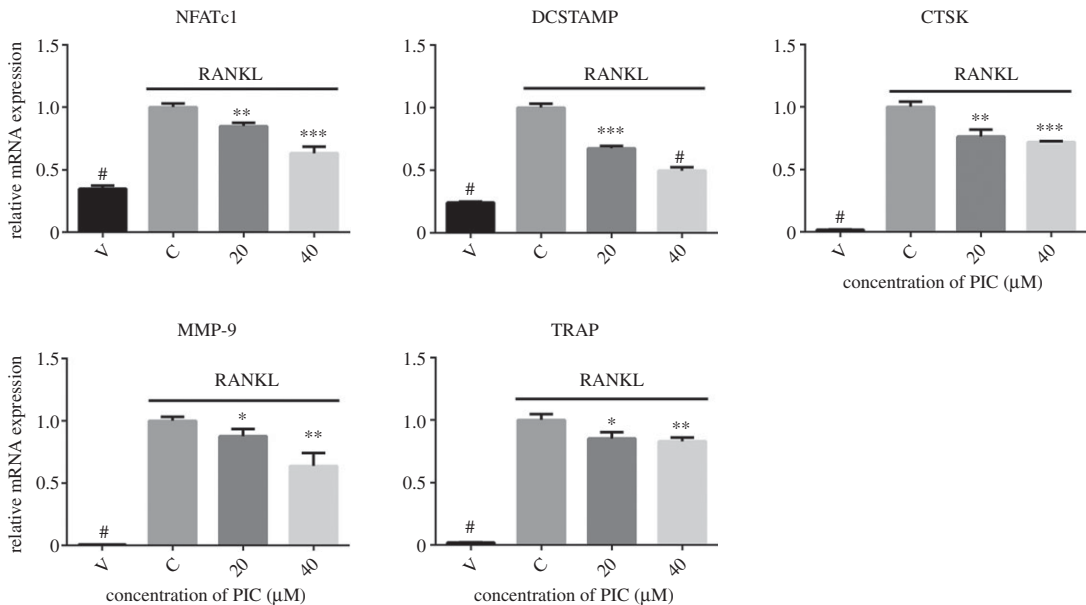 NFATc1
relative mRNA expression
1.5
1.0
0.5
0
RANKL
#
**
***
V
C
20
40
DCSTAMP
1.5
1.0
0.5
0
RANKL
#
***
#
V
C
20
40
CTSK
1.5
1.0
0.5
0
RANKL
#
**
***
V
C
20
40
concentration of PIC (μM)
MMP-9
relative mRNA expression
1.5
1.0
0.5
0
RANKL
#
*
**
V
C
20
40
concentration of PIC (μM)
TRAP
1.5
1.0
0.5
0
RANKL
#
*
**
V
C
20
40
concentration of PIC (μM)